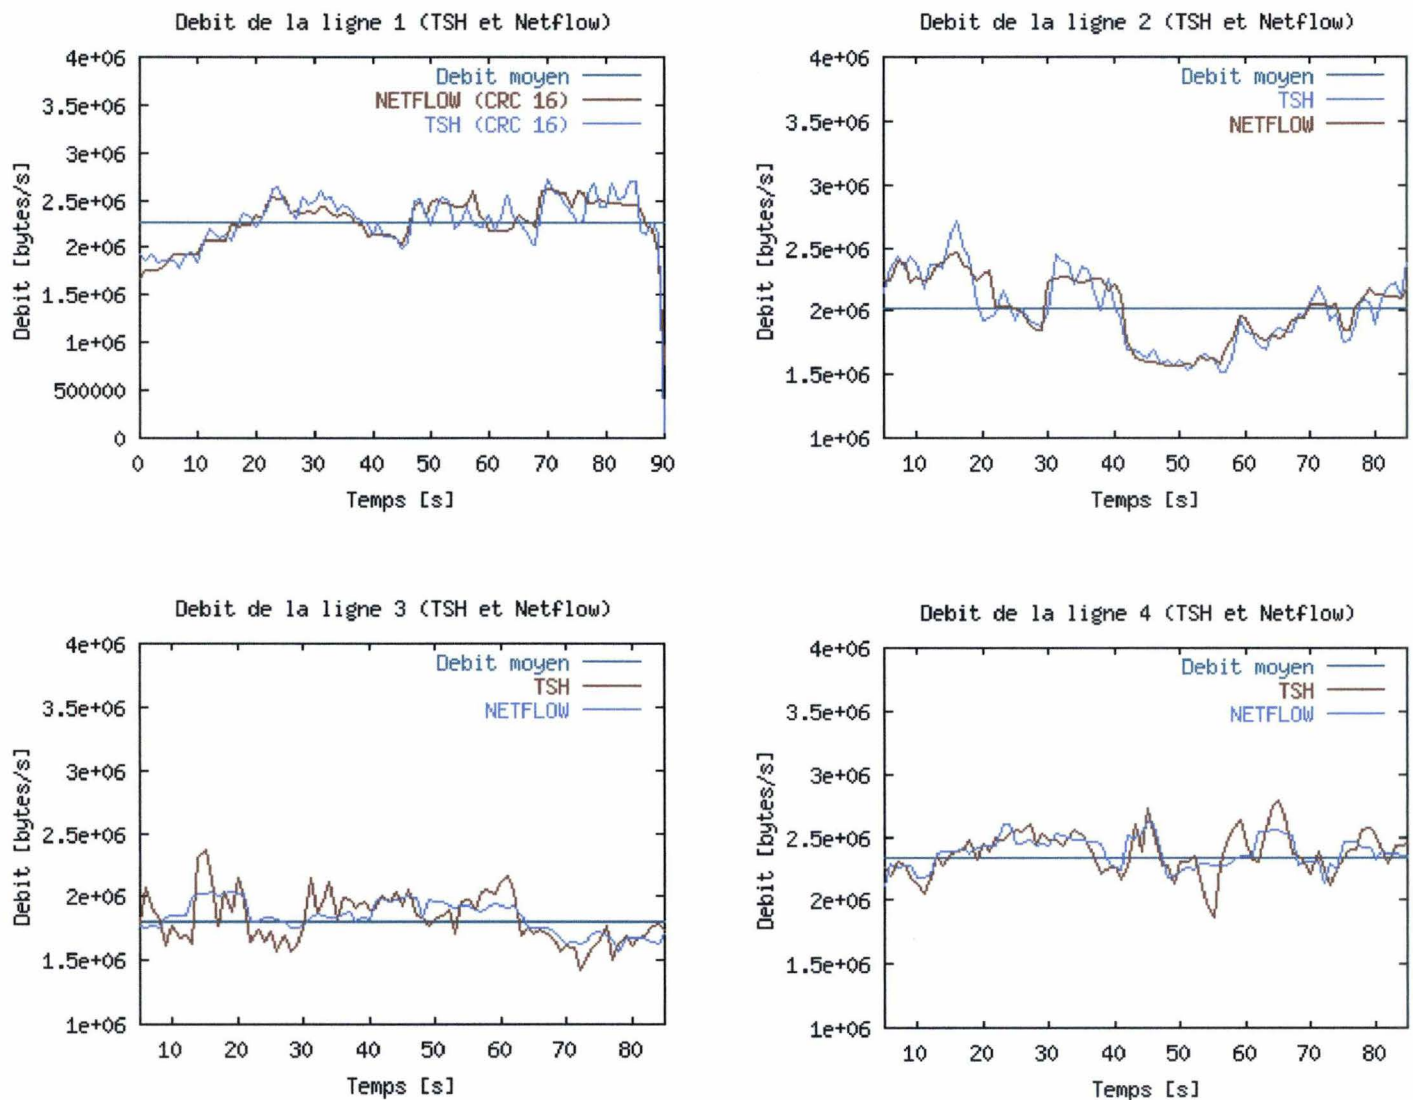 Debit de la ligne 1 (TSH et Netflow)
4e+06
3.5e+06
3e+06
2.5e+06
2e+06
1.5e+06
1e+06
500000
0
Debit [bytes/s]
Debit moyen
NETFLOW (CRC 16)
TSH (CRC 16)
0 10 20 30 40 50 60 70 80 90
Temps [s]
Debit de la ligne 2 (TSH et Netflow)
4e+06
3.5e+06
3e+06
2.5e+06
2e+06
1.5e+06
1e+06
Debit [bytes/s]
Debit moyen
TSH
NETFLOW
10 20 30 40 50 60 70 80
Temps [s]
Debit de la ligne 3 (TSH et Netflow)
4e+06
3.5e+06
3e+06
2.5e+06
2e+06
1.5e+06
1e+06
Debit [bytes/s]
Debit moyen
TSH
NETFLOW
10 20 30 40 50 60 70 80
Temps [s]
Debit de la ligne 4 (TSH et Netflow)
4e+06
3.5e+06
3e+06
2.5e+06
2e+06
1.5e+06
1e+06
Debit [bytes/s]
Debit moyen
TSH
NETFLOW
10 20 30 40 50 60 70 80
Temps [s]